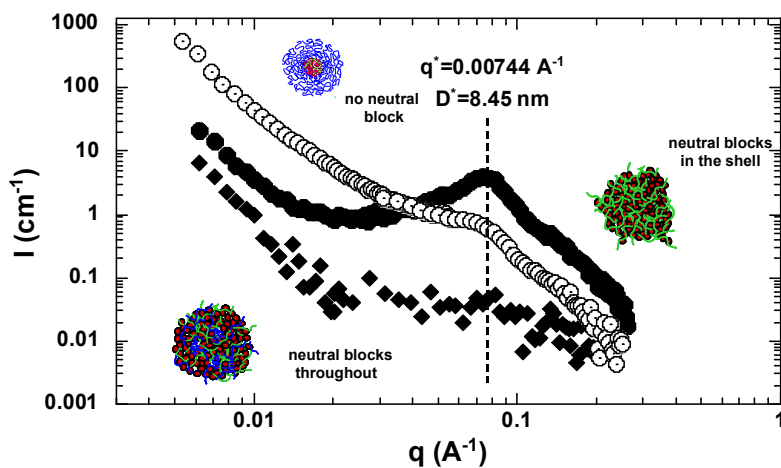 1000
100
10
1
0.1
0.01
0.001
I (cm-1)
no neutral
block
q*=0.00744 A-1
D*=8.45 nm
neutral blocks
in the shell
neutral blocks
throughout
0.01
0.1
1
q (A-1)